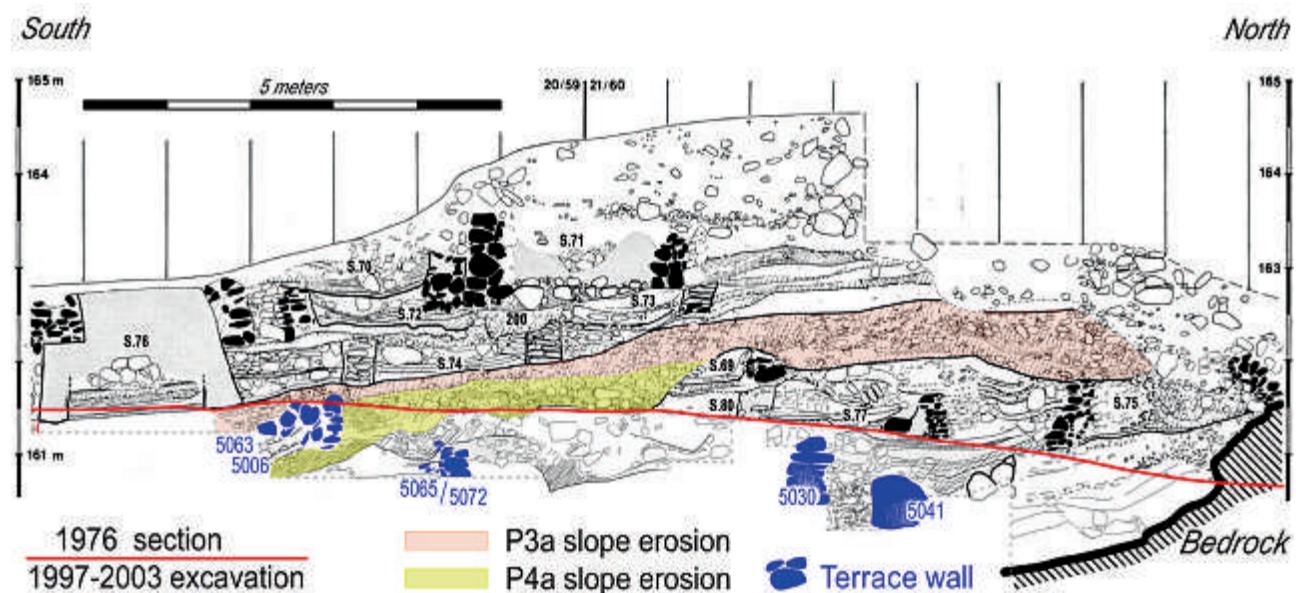 South
North
165 m
5 meters
20/59 21/60
165
164
164
S.71
S.70
163
163
S.73
S.72
200
S.76
S.74
S.69
S.80
S.77
S.75
161 m
161
5063
5006
5065/5072
5030
5041
1976 section
P3a slope erosion
Bedrock
1997-2003 excavation
P4a slope erosion
Terrace wall